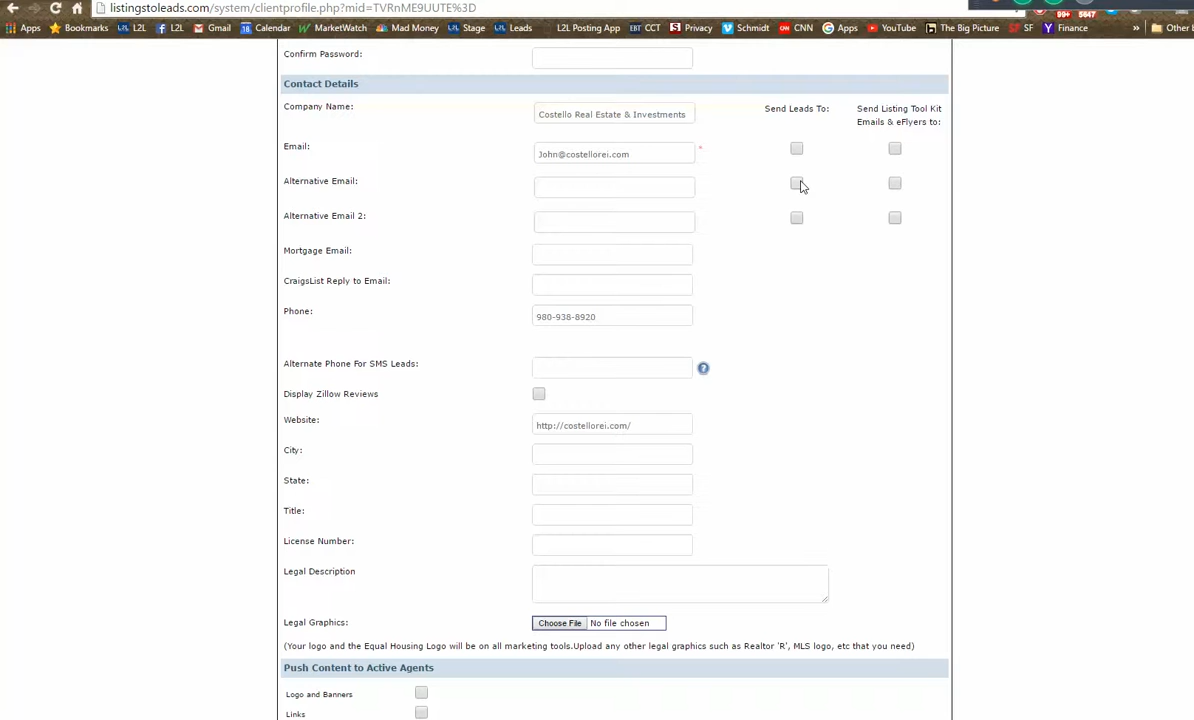 listingstoleads.com/system/clientprofile.php?mid=TVRnME9UUTE%3D
Apps Bookmarks L2L L2L Gmail Calendar MarketWatch Mad Money Stage Leads L2L Posting App CCT Privacy Schmidt CNN Apps YouTube The Big Picture SF Finance » Other b
99+ 5647
Confirm Password:
Contact Details
Company Name: Costello Real Estate & Investments Send Leads To: Send Listing Tool Kit
Emails & eFlyers to:
Email: John@costellorei.com *
Alternative Email:
Alternative Email 2:
Mortgage Email:
CraigsList Reply to Email:
Phone: 980-938-8920
Alternate Phone For SMS Leads: ?
Display Zillow Reviews
Website: http://costellorei.com/
City:
State:
Title:
License Number:
Legal Description
Legal Graphics: Choose File No file chosen
(Your logo and the Equal Housing Logo will be on all marketing tools.Upload any other legal graphics such as Realtor 'R', MLS logo, etc that you need)
Push Content to Active Agents
Logo and Banners
Links